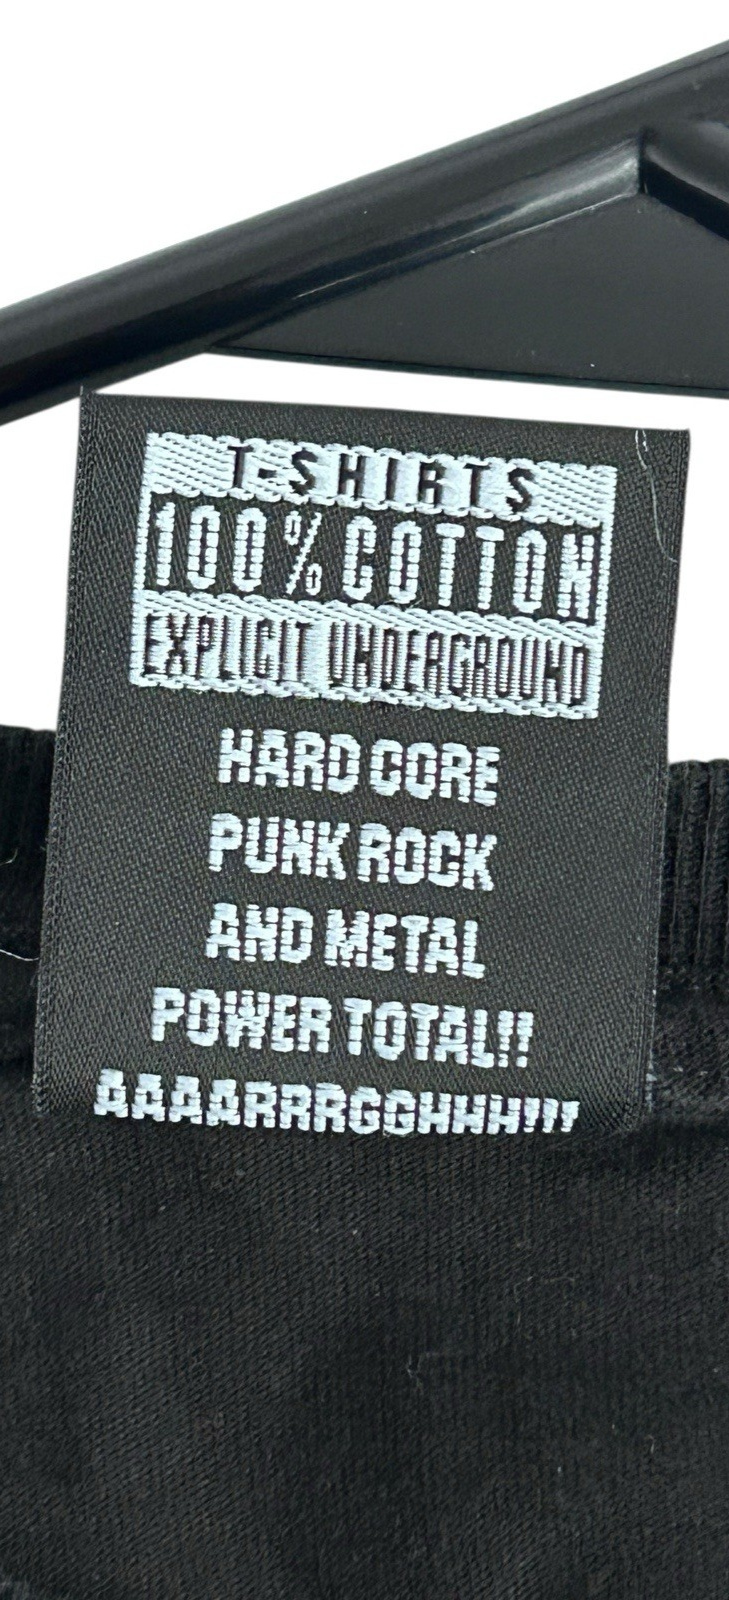 T-SHIRTS
100% COTTON
EXPLICIT UNDERGROUND
HARD CORE
PUNK ROCK
AND METAL
POWER TOTAL!!
AAAARRRGGHHH!!!